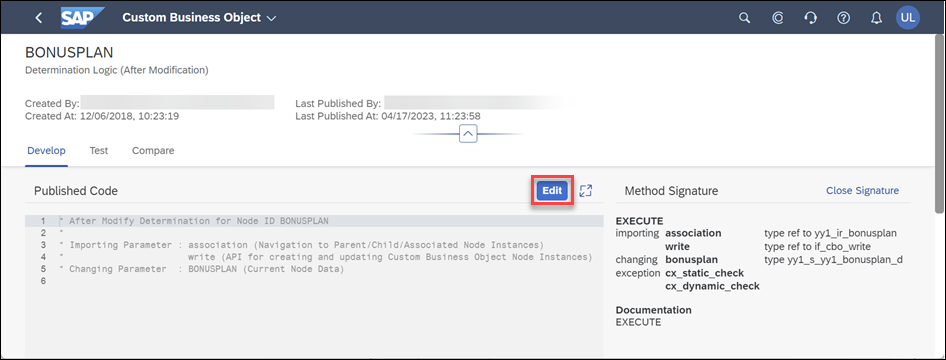 SAP Custom Business Object UL
BONUSPLAN
Determination Logic (After Modification)
Created By: Last Published By:
Created At: 12/06/2018, 10:23:19 Last Published At: 04/17/2023, 11:23:58
Develop Test Compare
Published Code Edit
1 * After Modify Determination for Node ID BONUSPLAN
2 *
3 * Importing Parameter : association (Navigation to Parent/Child/Associated Node Instances)
4 * write (API for creating and updating Custom Business Object Node Instances)
5 * Changing Parameter : BONUSPLAN (Current Node Data)
6
Method Signature Close Signature
EXECUTE
importing association type ref to yy1_ir_bonusplan
write type ref to if_cbo_write
changing bonusplan type yy1_s_yy1_bonusplan_d
exception cx_static_check
cx_dynamic_check
Documentation
EXECUTE